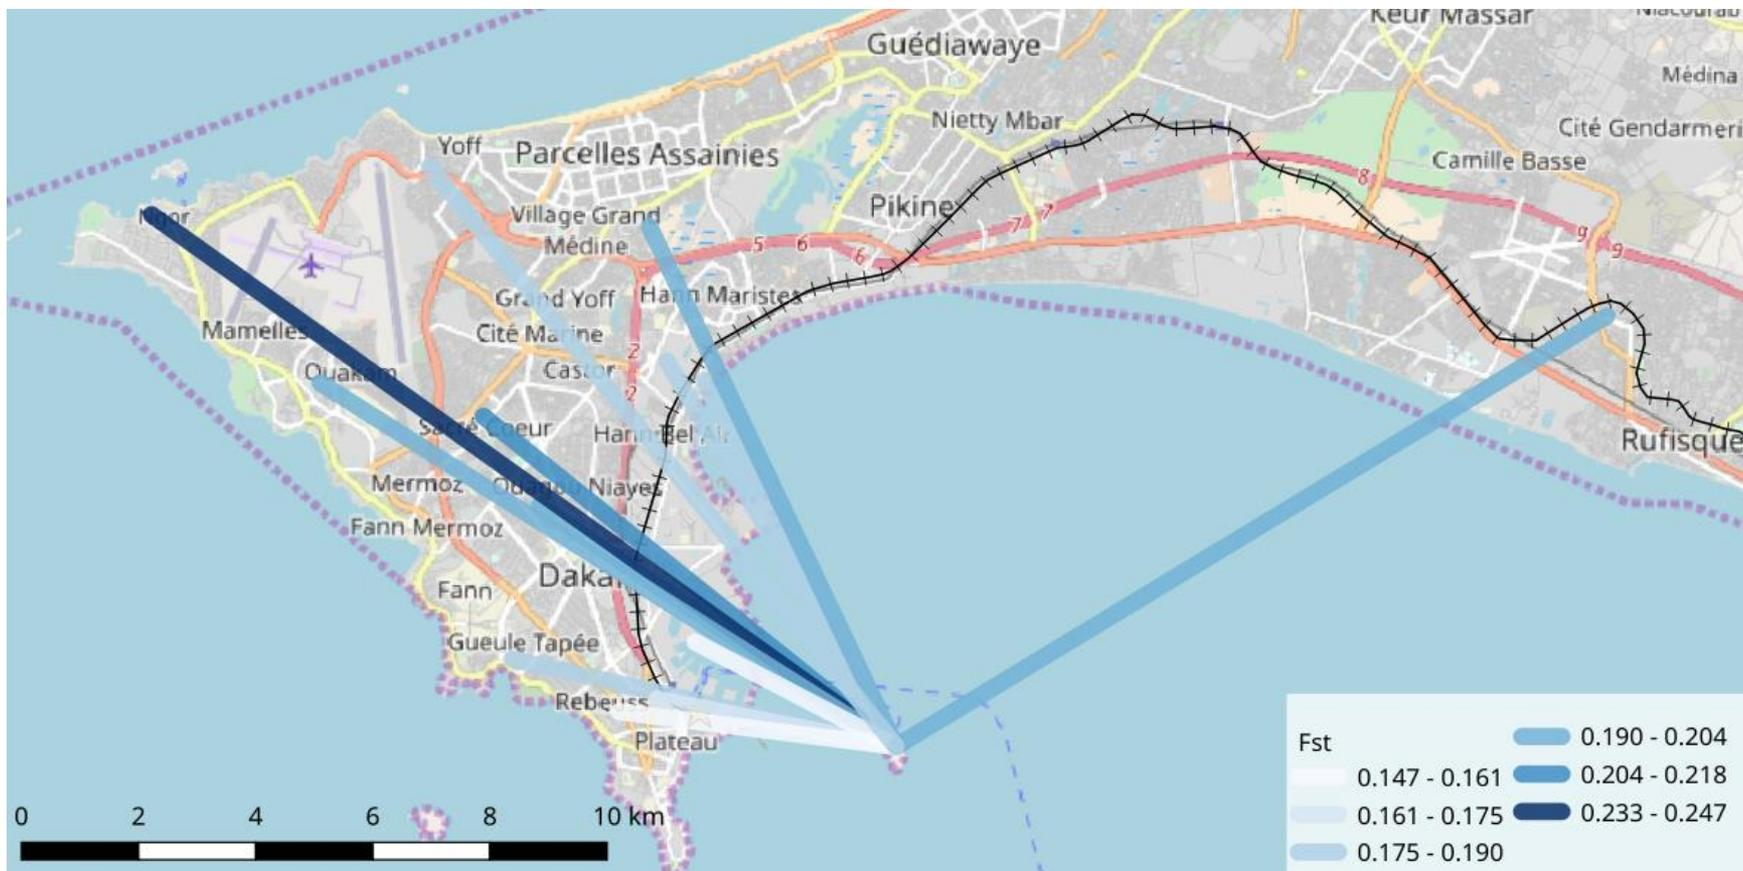 Keur Massar
Guédiawaye
Médina
Nietty Mbar
Cité Gendarmeri
Yoff
Parcelles Assainies
Camille Basse
8
Pikine
Ngor
Village Grand
Médine
7
7
5
6
6
9
9
Grand Yoff
Hann Maristes
Mamelles
Cité Marine
2
Castor
Ouakam
2
Sacré Coeur
Hann Bel Air
Rufisque
Mermoz
Ouagou Niayes
Fann Mermoz
Dakar
Fann
Gueule Tapée
Rebeuss
Plateau
Fst
0.147 - 0.161
0.161 - 0.175
0.175 - 0.190
0.190 - 0.204
0.204 - 0.218
0.233 - 0.247
0 2 4 6 8 10 km